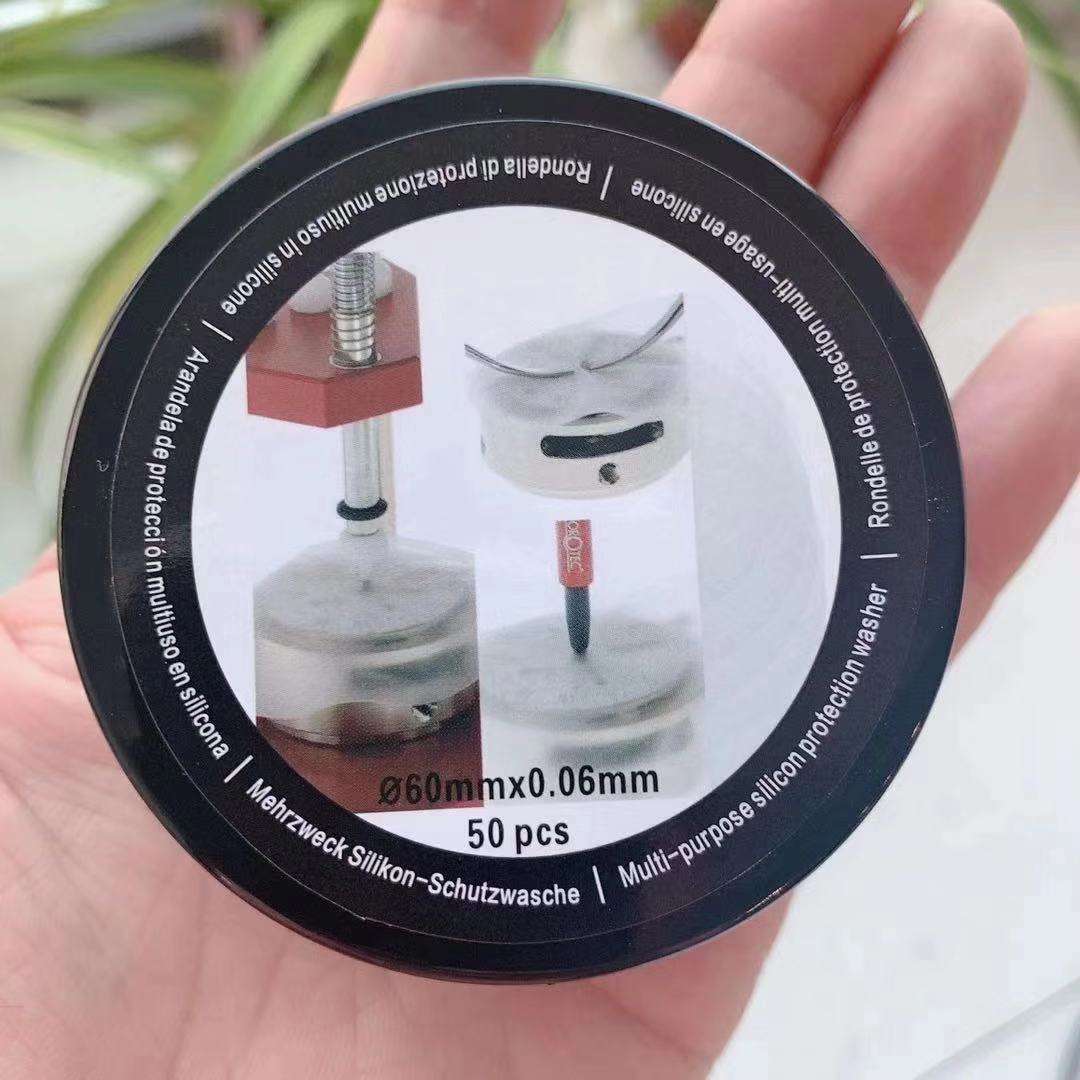 Rondella di protezione multiuso in silicone |
Rondelle de protection multi-usage en silicone |
Multi-purpose silicon protection washer |
Mehrzweck Silikon-Schutzwasche |
Arandela de protección multiuso en silicona |
ø60mmx0.06mm
50 pcs